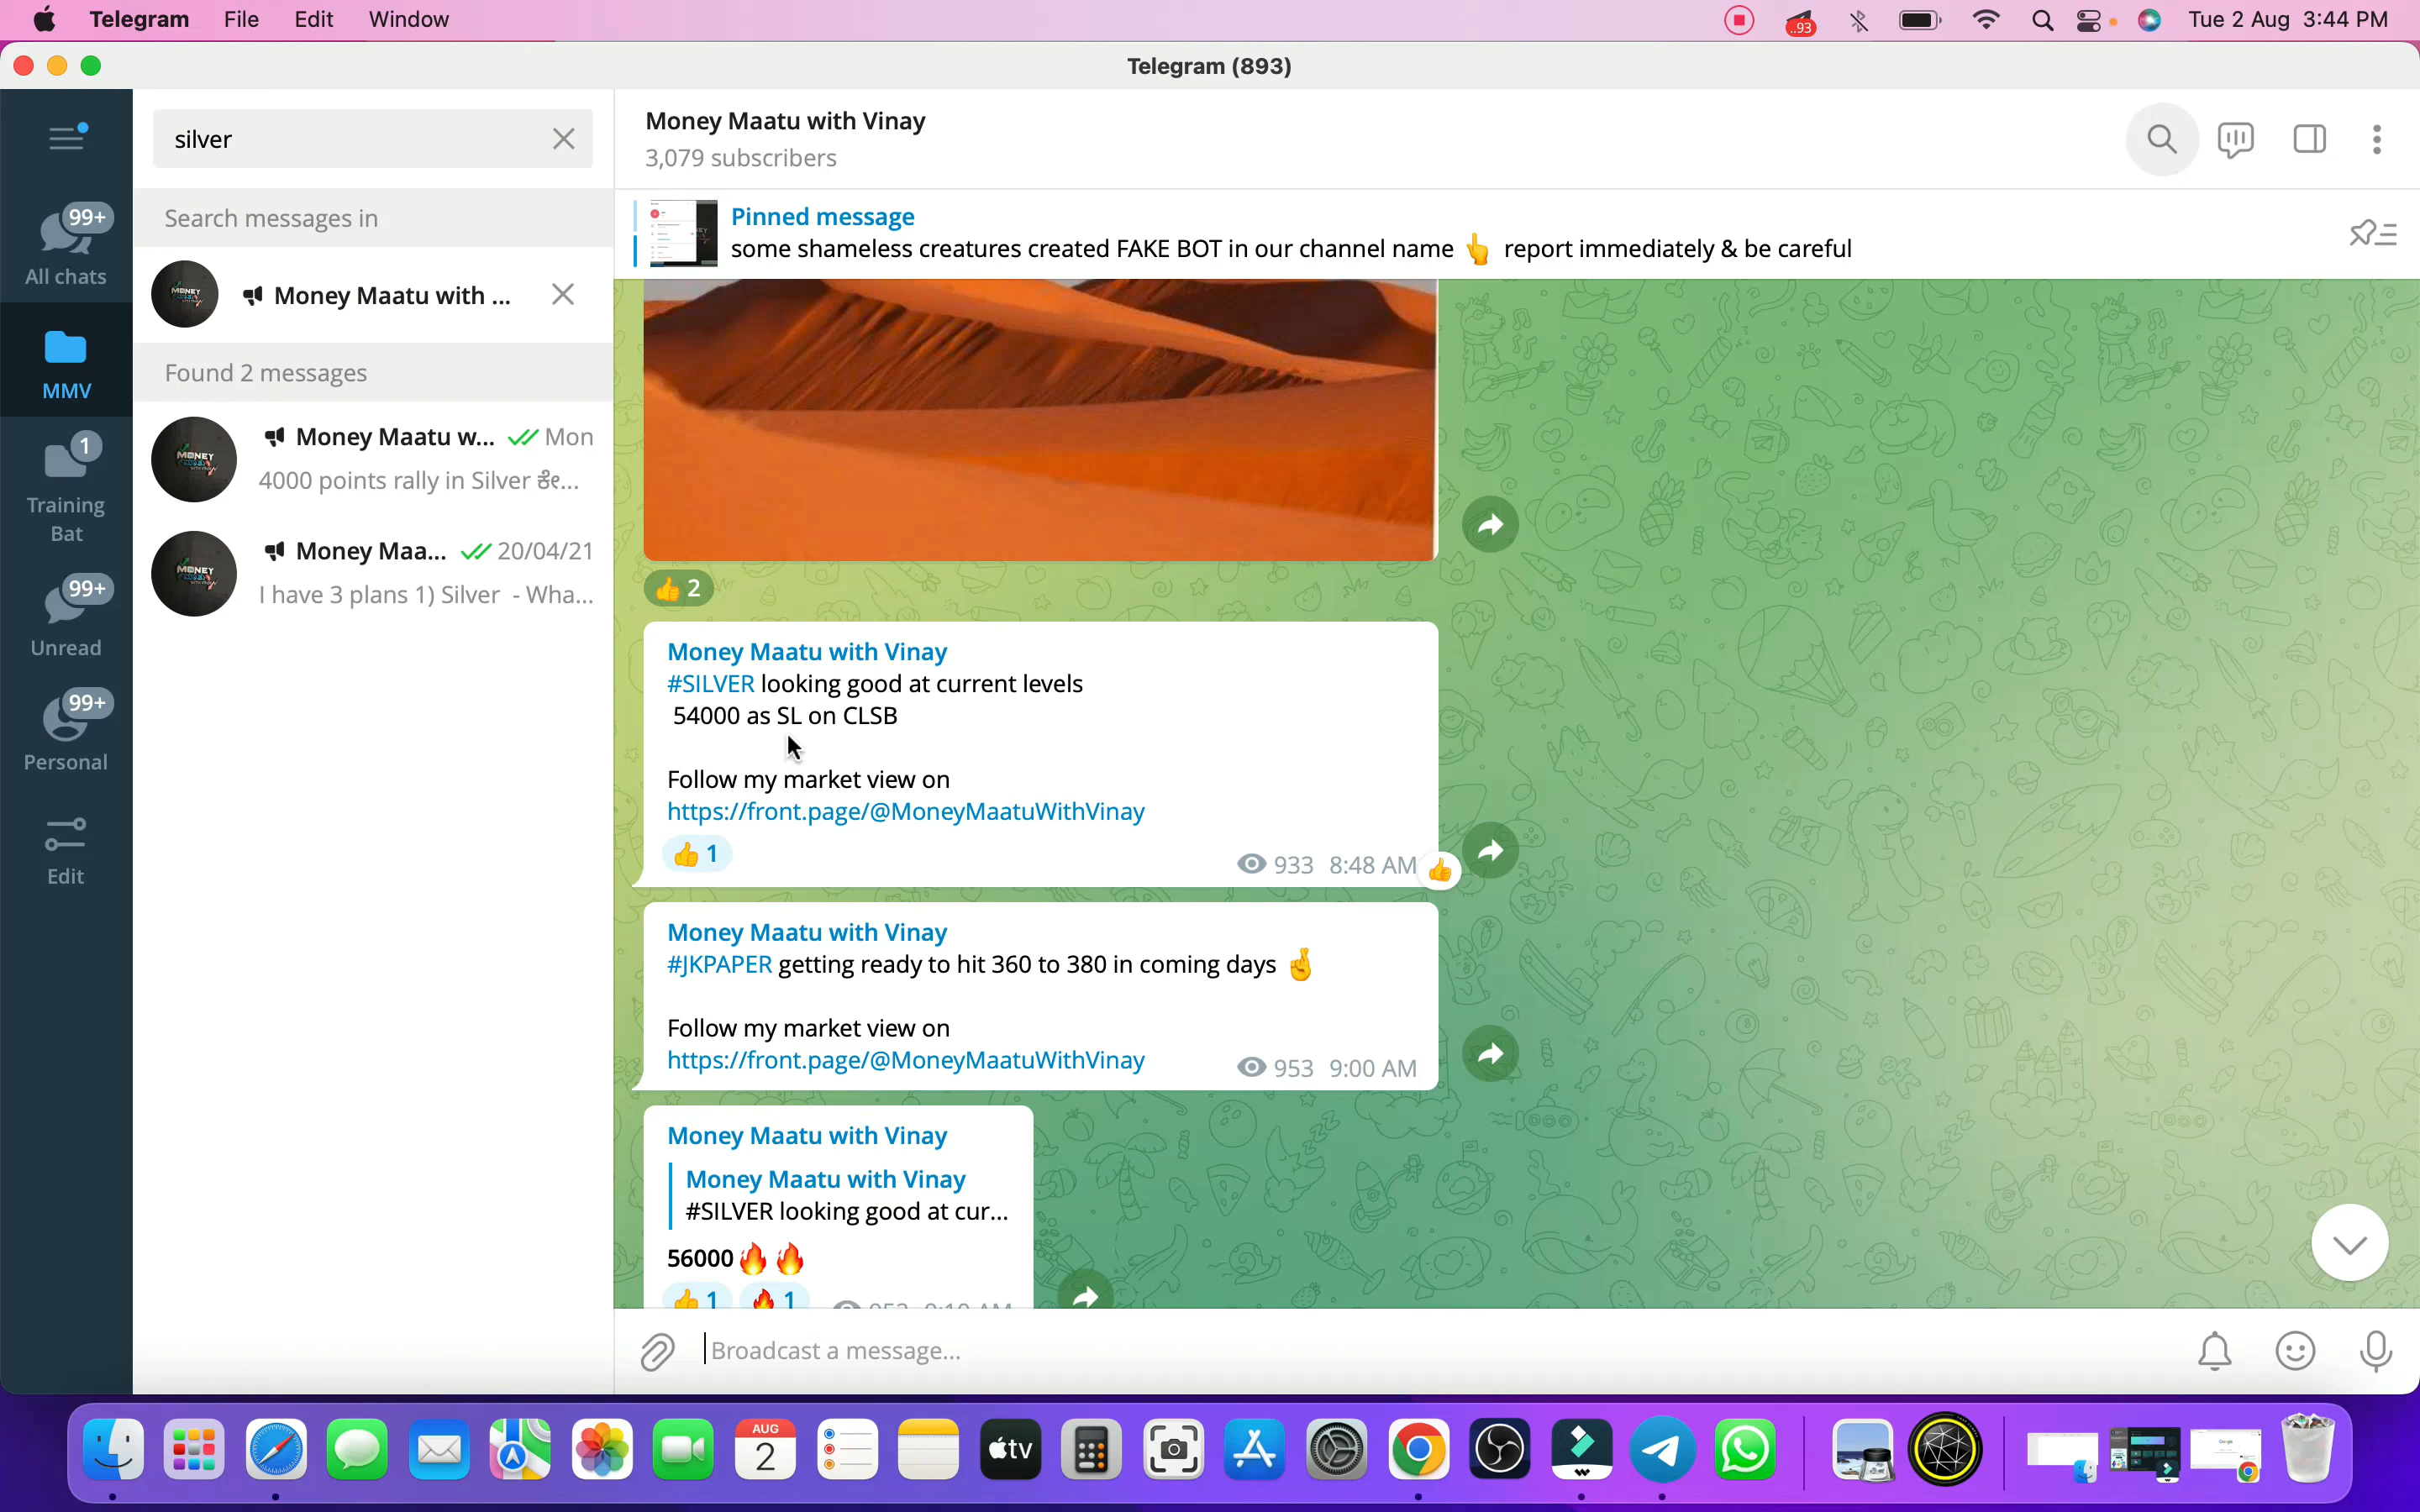 Telegram File Edit Window
..93
Tue 2 Aug 3:44 PM
Telegram (893)
99+
All chats
MMV
1
Training
Bat
99+
Unread
99+
Personal
Edit
silver
Search messages in
Money Maatu with ...
Found 2 messages
Money Maatu w... Mon
4000 points rally in Silver ಕೇ...
Money Maa... 20/04/21
I have 3 plans 1) Silver - Wha...
Money Maatu with Vinay
3,079 subscribers
Pinned message
some shameless creatures created FAKE BOT in our channel name 👆 report immediately & be careful
👍 2
Money Maatu with Vinay
#SILVER looking good at current levels
54000 as SL on CLSB
Follow my market view on
https://front.page/@MoneyMaatuWithVinay
👍 1
933 8:48 AM
Money Maatu with Vinay
#JKPAPER getting ready to hit 360 to 380 in coming days 🤞
Follow my market view on
https://front.page/@MoneyMaatuWithVinay
953 9:00 AM
Money Maatu with Vinay
Money Maatu with Vinay
#SILVER looking good at cur...
56000🔥🔥
👍 1 🔥 1
Broadcast a message...
AUG
2
tv